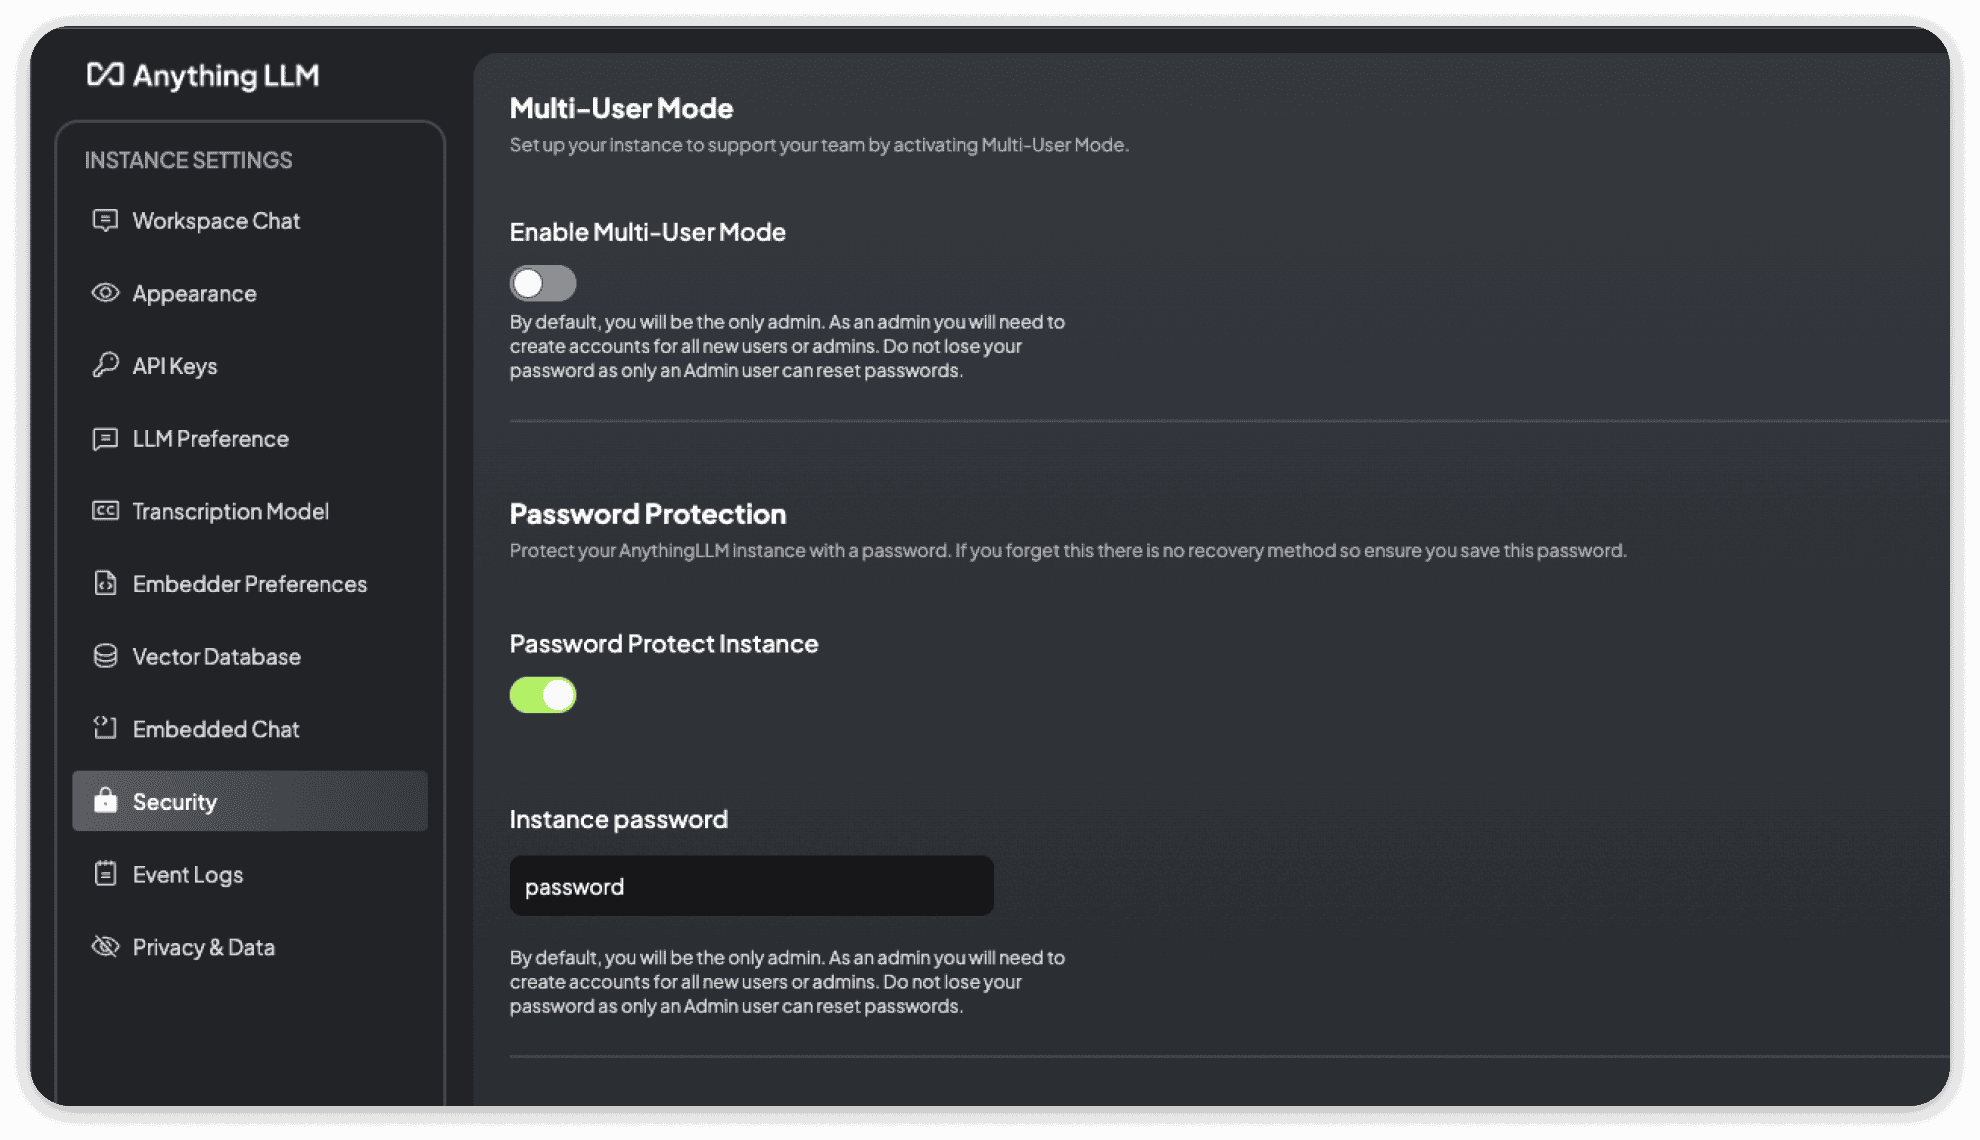 Anything LLM
INSTANCE SETTINGS
Workspace Chat
Appearance
API Keys
LLM Preference
Transcription Model
Embedder Preferences
Vector Database
Embedded Chat
Security
Event Logs
Privacy & Data
Multi-User Mode
Set up your instance to support your team by activating Multi-User Mode.
Enable Multi-User Mode
By default, you will be the only admin. As an admin you will need to
create accounts for all new users or admins. Do not lose your
password as only an Admin user can reset passwords.
Password Protection
Protect your AnythingLLM instance with a password. If you forget this there is no recovery method so ensure you save this password.
Password Protect Instance
Instance password
password
By default, you will be the only admin. As an admin you will need to
create accounts for all new users or admins. Do not lose your
password as only an Admin user can reset passwords.